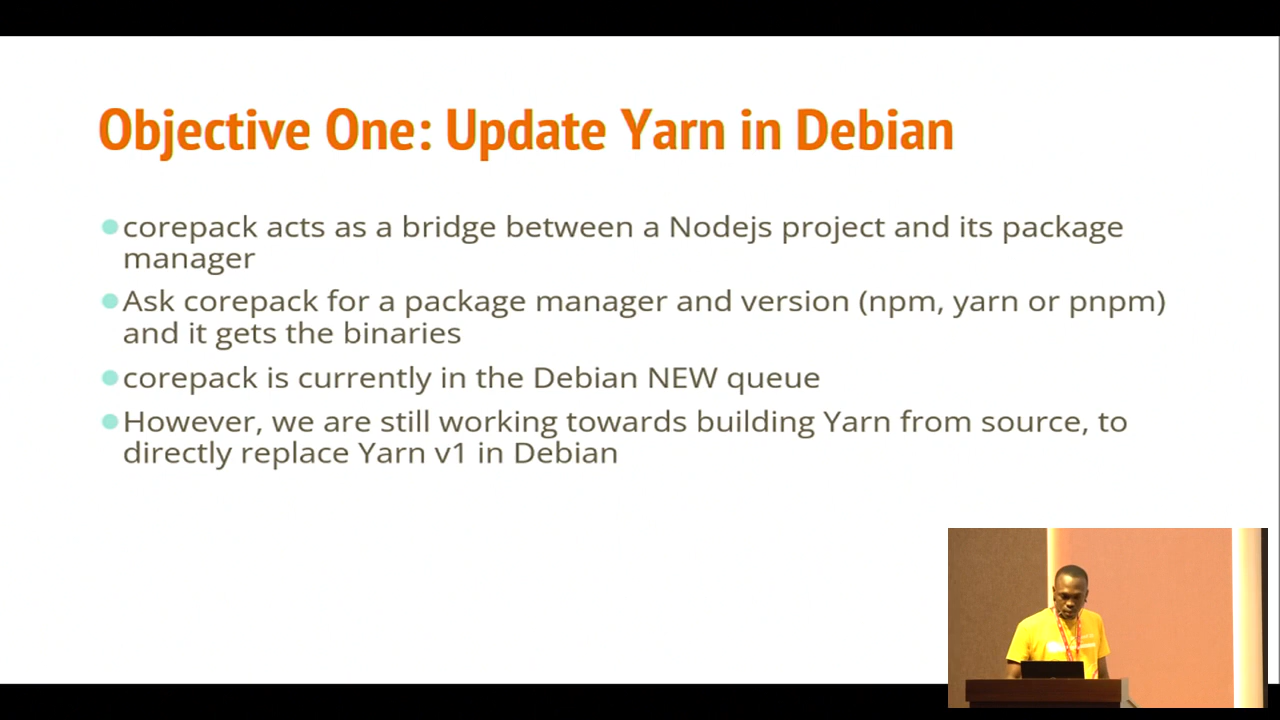 Objective One: Update Yarn in Debian
corepack acts as a bridge between a Nodejs project and its package
manager
Ask corepack for a package manager and version (npm, yarn or pnpm)
and it gets the binaries
corepack is currently in the Debian NEW queue
However, we are still working towards building Yarn from source, to
directly replace Yarn v1 in Debian